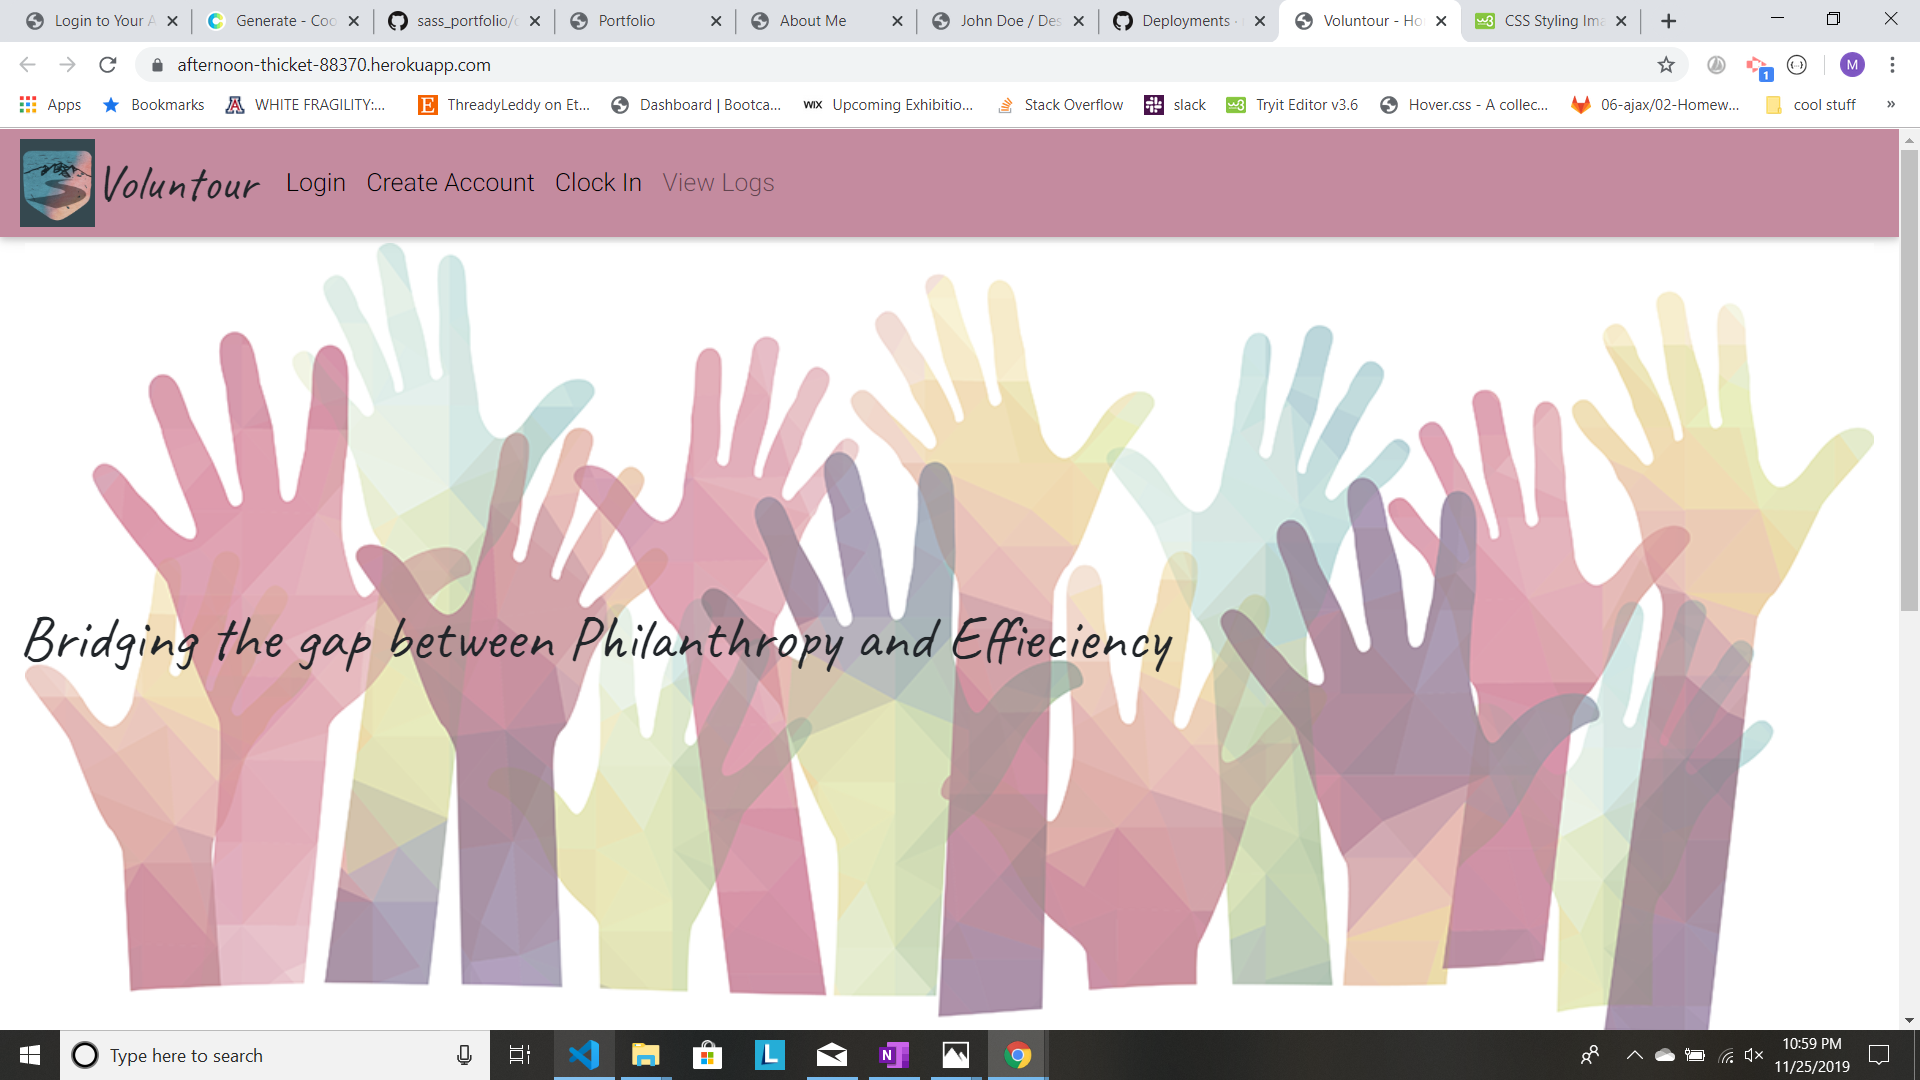 Login to Your A
Generate - Coo
sass_portfolio/c
Portfolio
About Me
John Doe / Des
Deployments ·
Voluntour - Ho
CSS Styling Ima
afternoon-thicket-88370.herokuapp.com
M
1
Apps
Bookmarks
WHITE FRAGILITY:...
ThreadyLeddy on Et...
Dashboard | Bootca...
WIX
Upcoming Exhibitio...
Stack Overflow
slack
Tryit Editor v3.6
Hover.css - A collec...
06-ajax/02-Homew...
cool stuff
»
Voluntour
Login
Create Account
Clock In
View Logs
Bridging the gap between Philanthropy and Effieciency
Type here to search
L
N
10:59 PM
11/25/2019